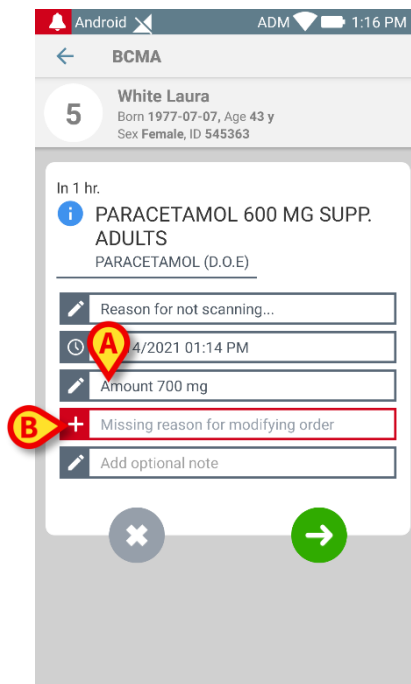 Android ADM 1:16 PM
BCMA
5
White Laura
Born 1977-07-07, Age 43 y
Sex Female, ID 545363
In 1 hr.
PARACETAMOL 600 MG SUPP.
ADULTS
PARACETAMOL (D.O.E)
Reason for not scanning...
A
4/2021 01:14 PM
Amount 700 mg
B
Missing reason for modifying order
Add optional note